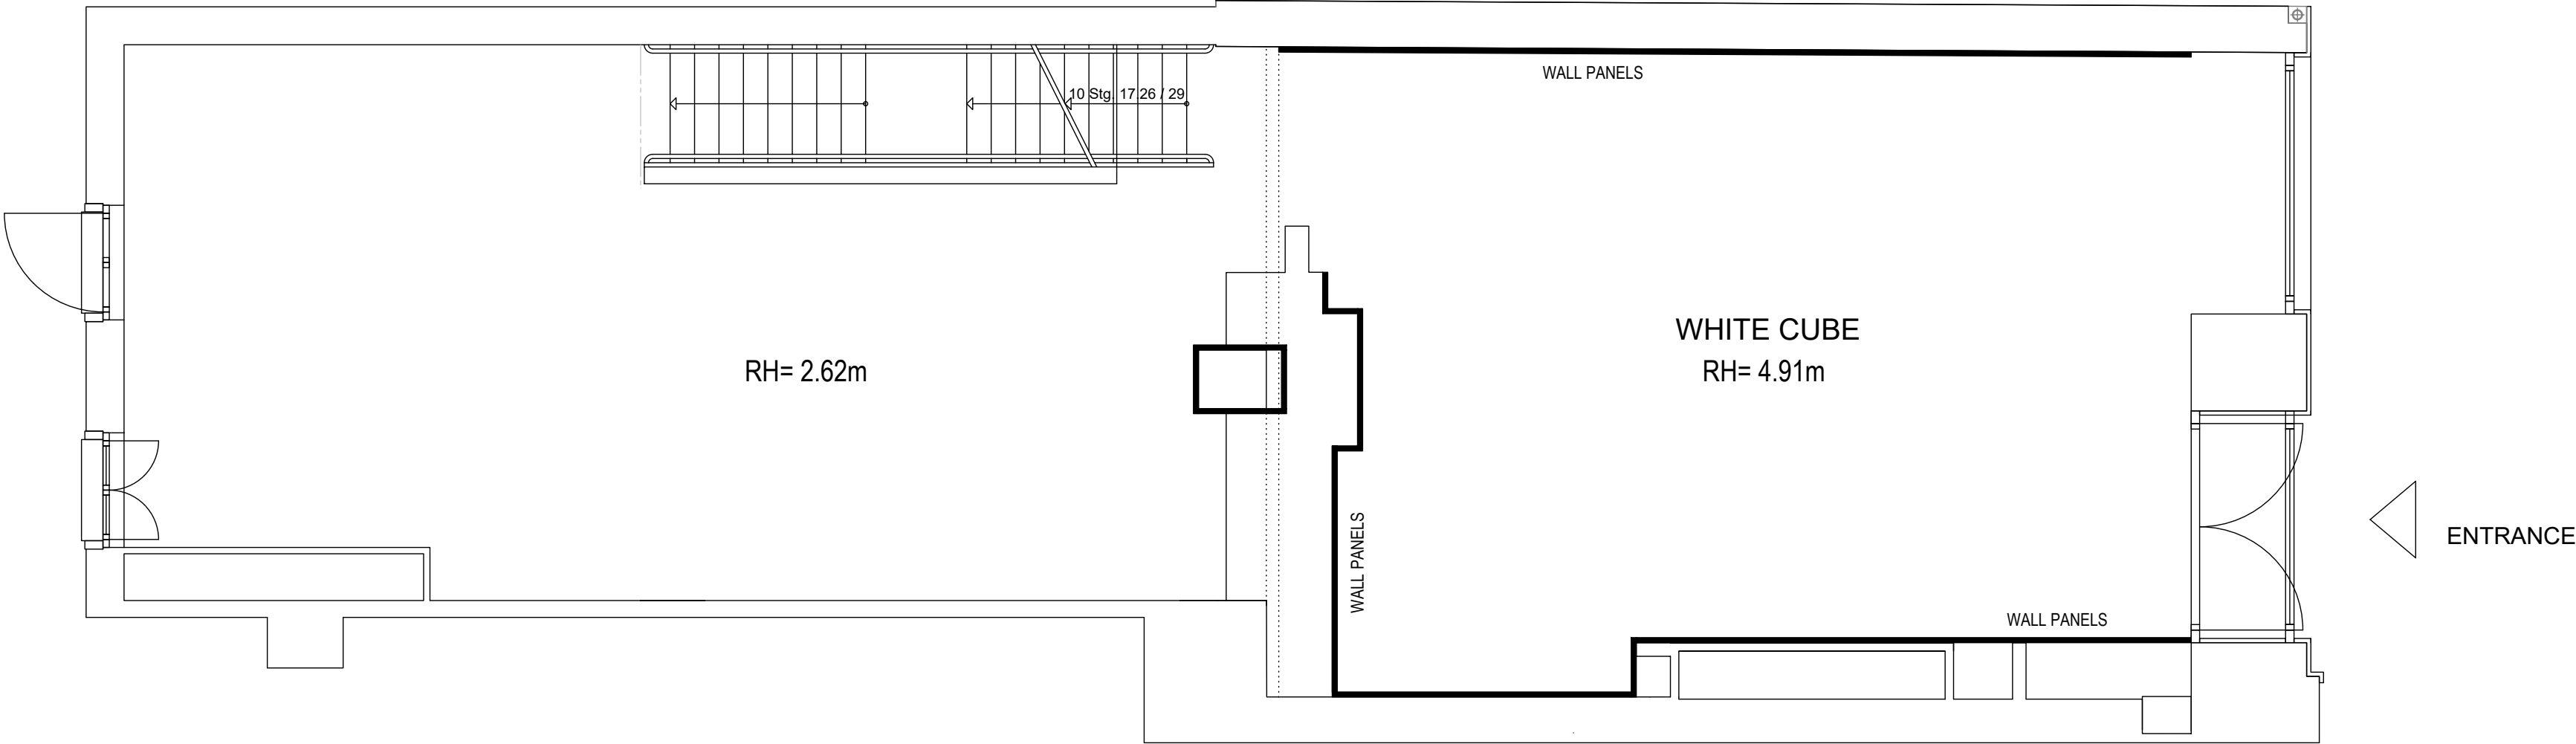 WALL PANELS
10 Stg. 17.26 / 29
WHITE CUBE
RH= 4.91m
RH= 2.62m
WALL PANELS
ENTRANCE
WALL PANELS